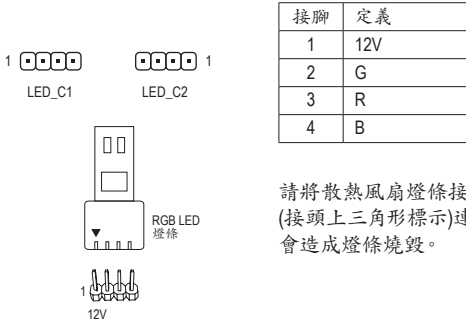 1
1
LED_C1
LED_C2
RGB LED
燈條
1
12V
接腳 定義
1 12V
2 G
3 R
4 B
請將散熱風扇燈條接
(接頭上三角形標示)連
會造成燈條燒毀。